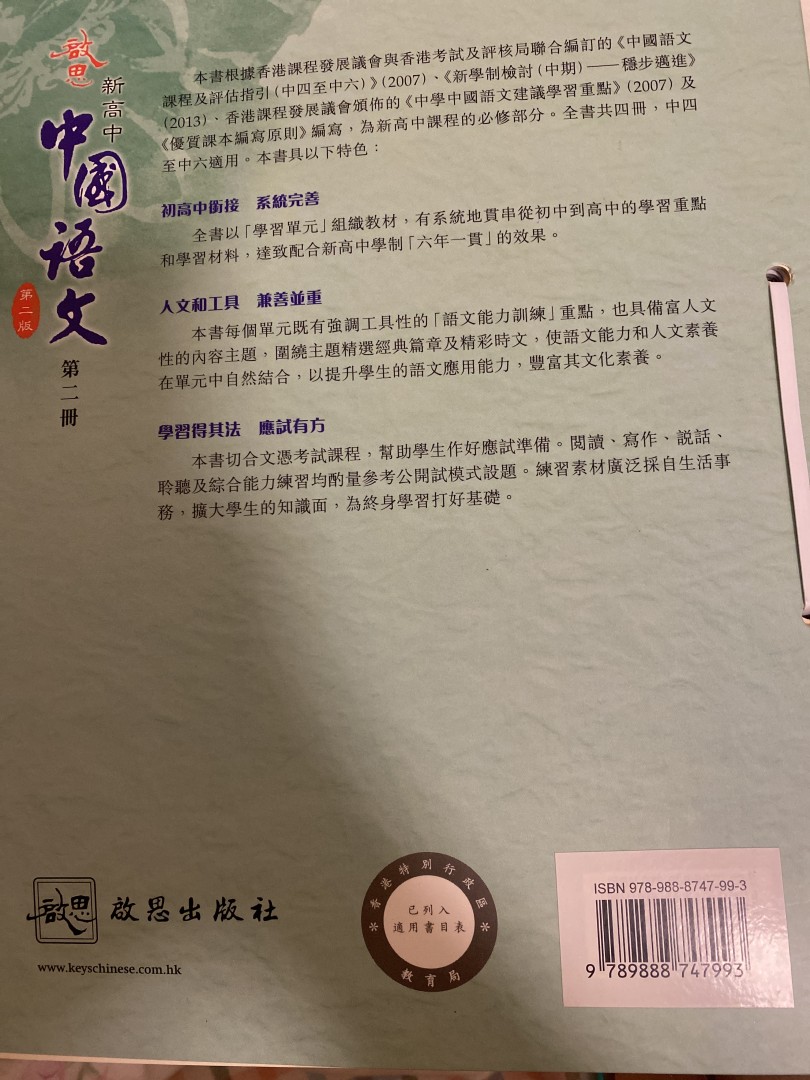 啟思
新高中
中國語文
第二版
第二冊
本書根據香港課程發展議會與香港考試及評核局聯合編訂的《中國語文
課程及評估指引(中四至中六)》(2007)、《新學制檢討(中期)——穩步邁進》
(2013)、香港課程發展議會頒佈的《中學中國語文建議學習重點》(2007) 及
《優質課本編寫原則》編寫，為新高中課程的必修部分。全書共四冊，中四
至中六適用。本書具以下特色：
初高中銜接　系統完善
全書以「學習單元」組織教材，有系統地貫串從初中到高中的學習重點
和學習材料，達致配合新高中學制「六年一貫」的效果。
人文和工具　兼善並重
本書每個單元既有強調工具性的「語文能力訓練」重點，也具備富人文
性的內容主題，圍繞主題精選經典篇章及精彩時文，使語文能力和人文素養
在單元中自然結合，以提升學生的語文應用能力，豐富其文化素養。
學習得其法　應試有方
本書切合文憑考試課程，幫助學生作好應試準備。閱讀、寫作、說話、
聆聽及綜合能力練習均酌量參考公開試模式設題。練習素材廣泛採自生活事
務，擴大學生的知識面，為終身學習打好基礎。
啟思
啟思出版社
www.keyschinese.com.hk
香港特別行政區
已列入
適用書目表
教育局
ISBN 978-988-8747-99-3
9 789888 747993